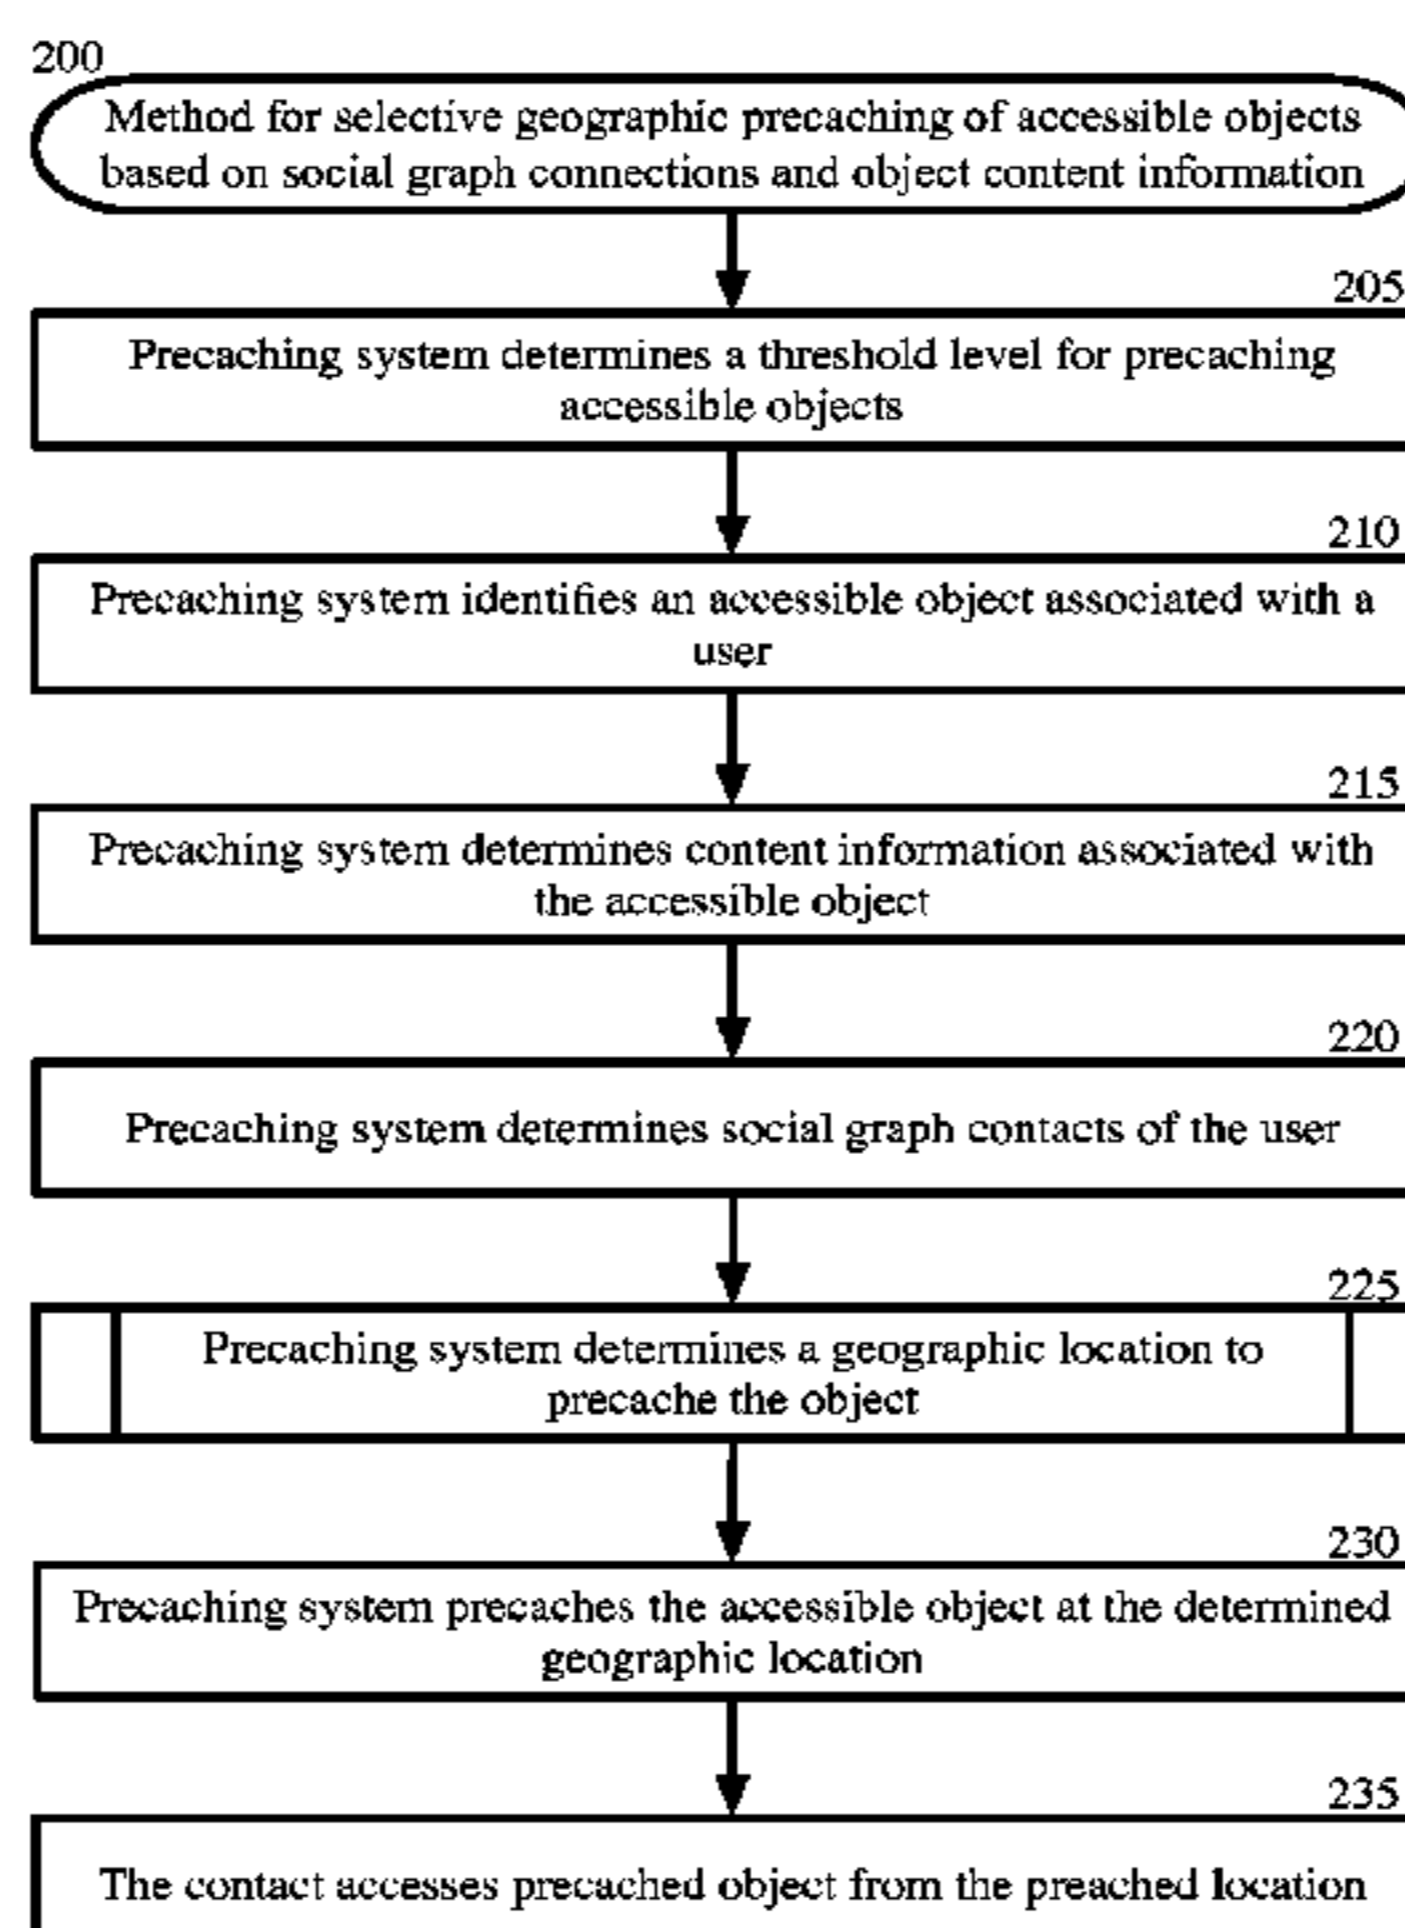 200
Method for selective geographic precaching of accessible objects
based on social graph connections and object content information
205
Precaching system determines a threshold level for precaching
accessible objects
210
Precaching system identifies an accessible object associated with a
user
215
Precaching system determines content information associated with
the accessible object
220
Precaching system determines social graph contacts of the user
225
Precaching system determines a geographic location to
precache the object
230
Precaching system precaches the accessible object at the determined
geographic location
235
The contact accesses precached object from the preached location